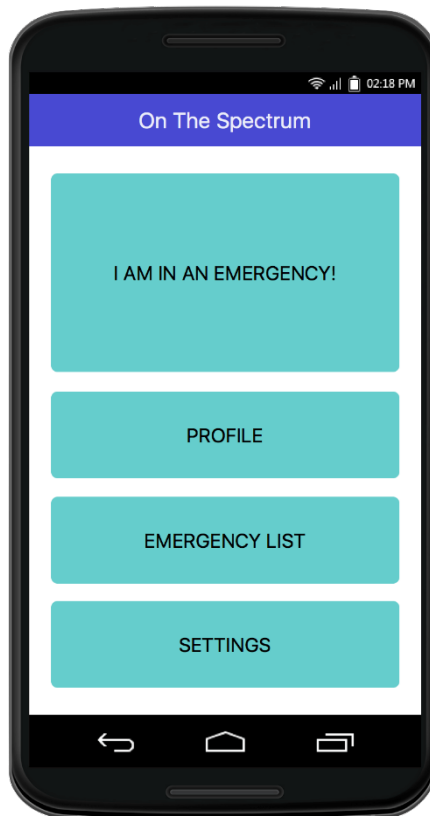 02:18 PM
On The Spectrum
I AM IN AN EMERGENCY!
PROFILE
EMERGENCY LIST
SETTINGS